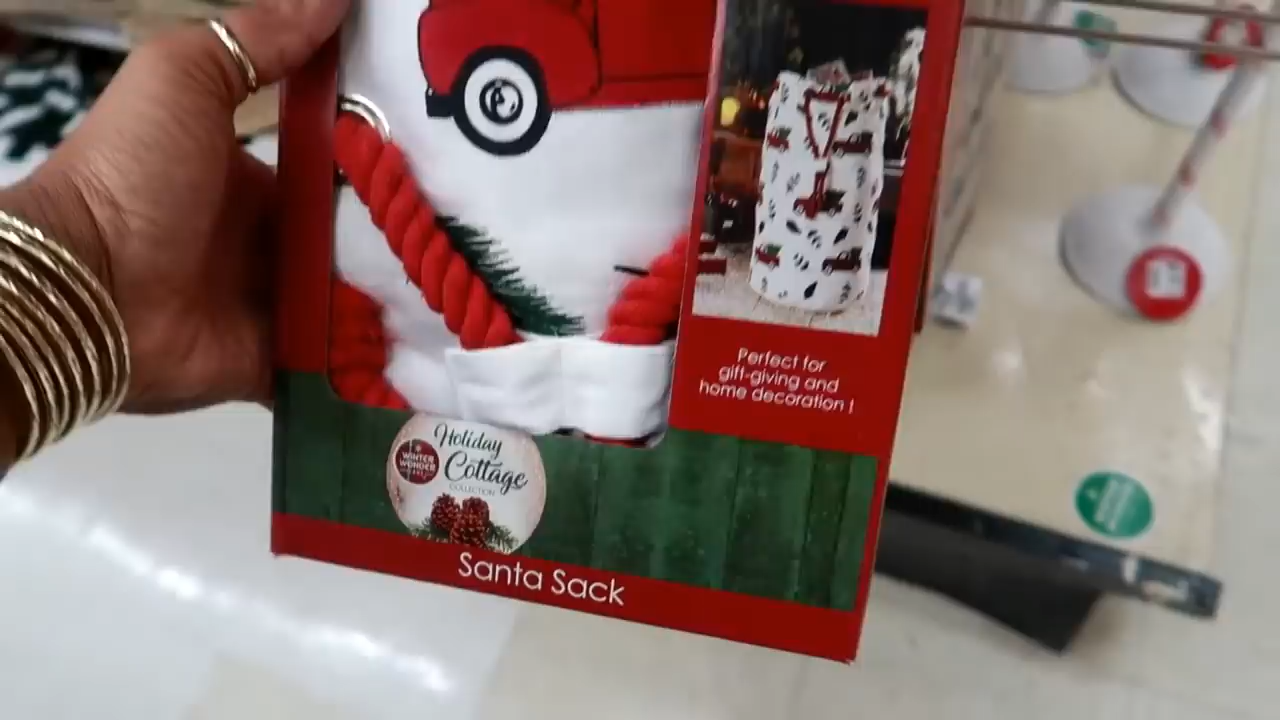 Perfect for
gift-giving and
home decoration !
Holiday
WINTER
WONDER
Cottage
COLLECTION
Santa Sack